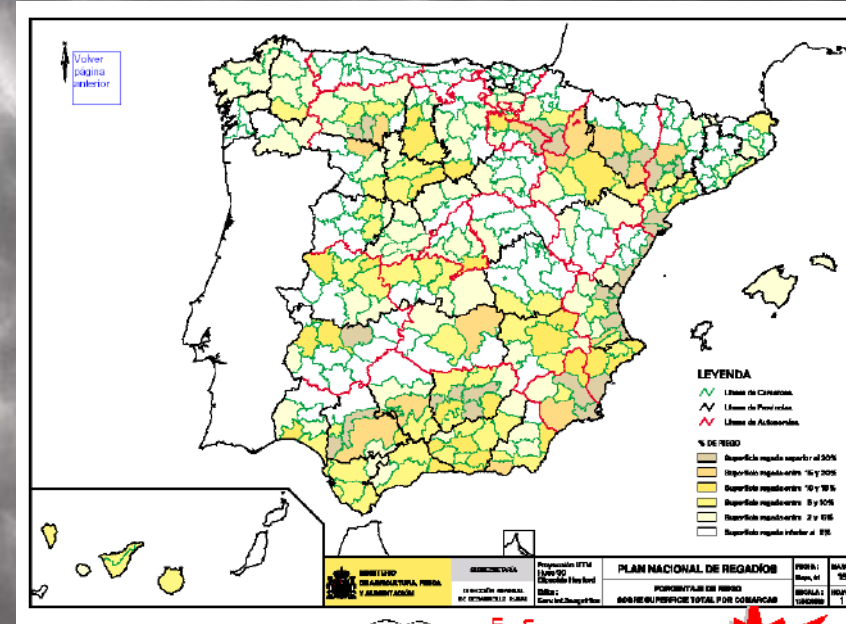 Volver
página
anterior
LEYENDA
Líneas de Comarcas
Líneas de Provincias
Líneas de Autonomías
% DE RIEGO
Superficie regada superior al 20%
Superficie regada entre 15 y 20%
Superficie regada entre 10 y 15%
Superficie regada entre 5 y 10%
Superficie regada entre 2 y 5%
Superficie regada inferior al 2%
MINISTERIO
DE AGRICULTURA, PESCA
Y ALIMENTACIÓN
DIRECCIÓN GENERAL
DE DESARROLLO RURAL
Proyección UTM
Huso 30
Elipsoide Hayford
PLAN NACIONAL DE REGADÍOS
PORCENTAJE DE RIEGO
SOBRE SUPERFICIE TOTAL POR COMARCAS
FECHA:
ESCALA: